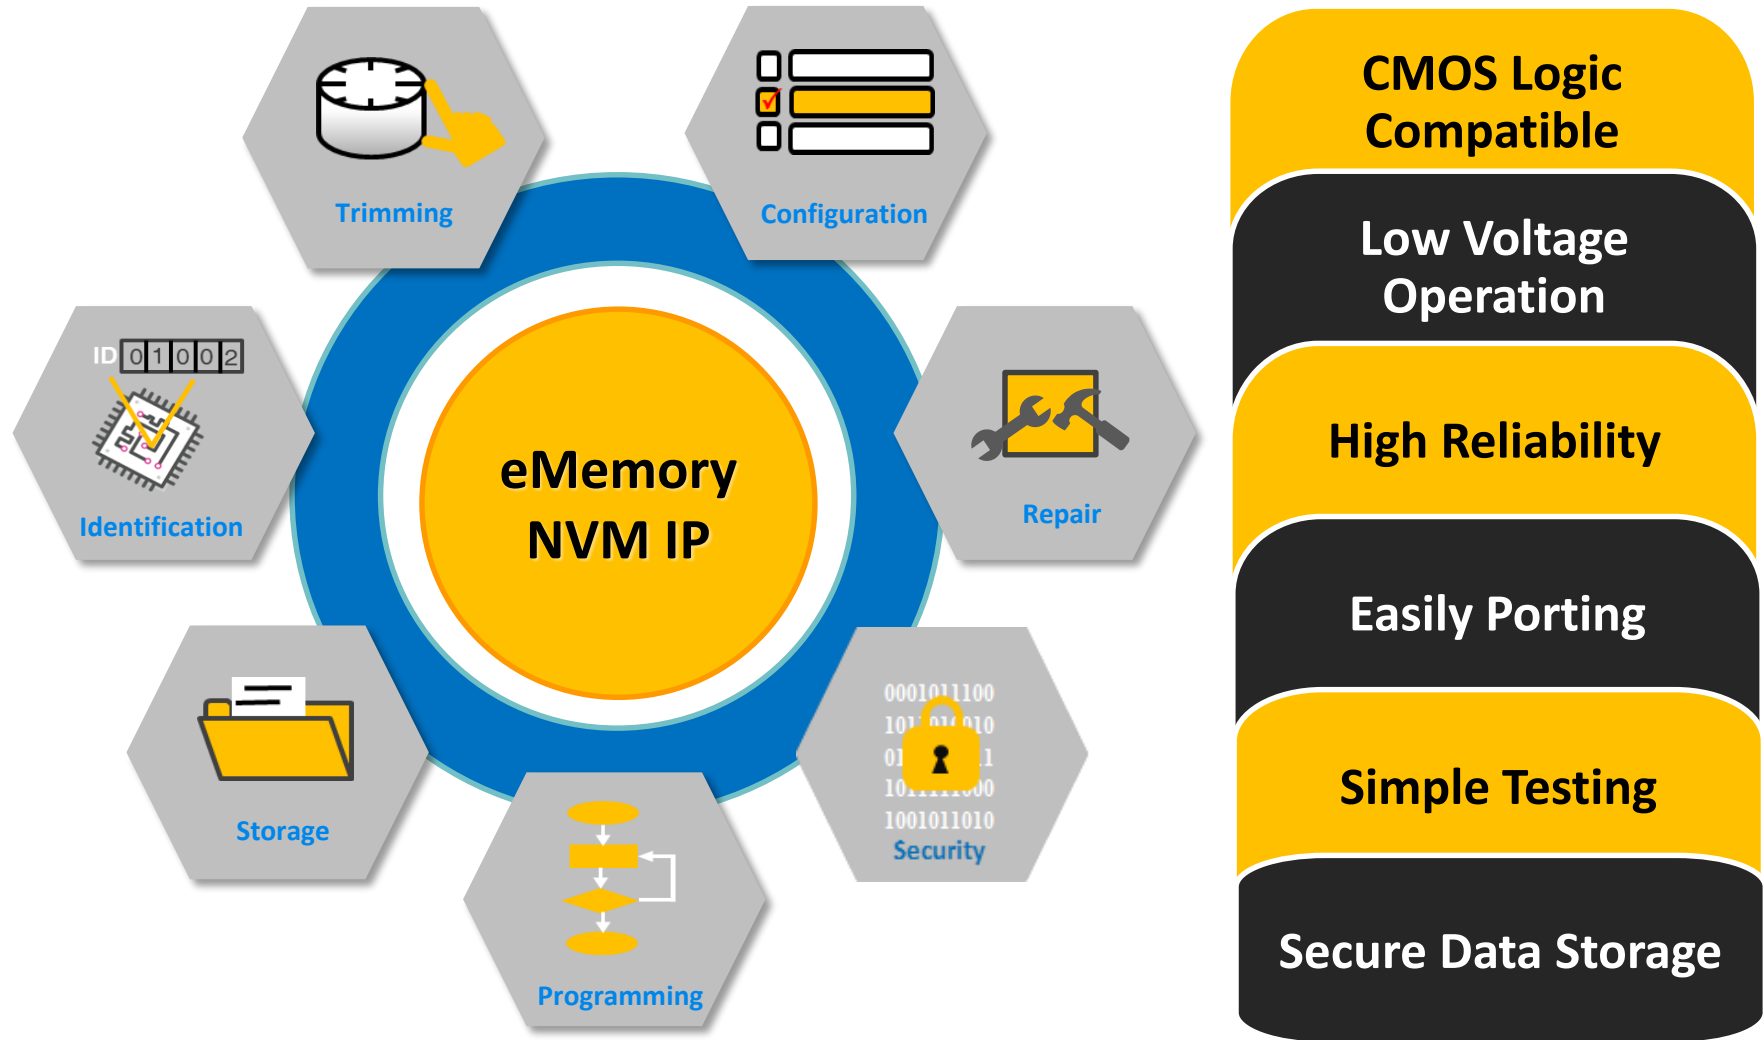 Trimming
Configuration
ID 0 1 0 0 2
Identification
eMemory
NVM IP
Repair
Storage
0001011100
1001011010
Security
Programming
CMOS Logic
Compatible
Low Voltage
Operation
High Reliability
Easily Porting
Simple Testing
Secure Data Storage